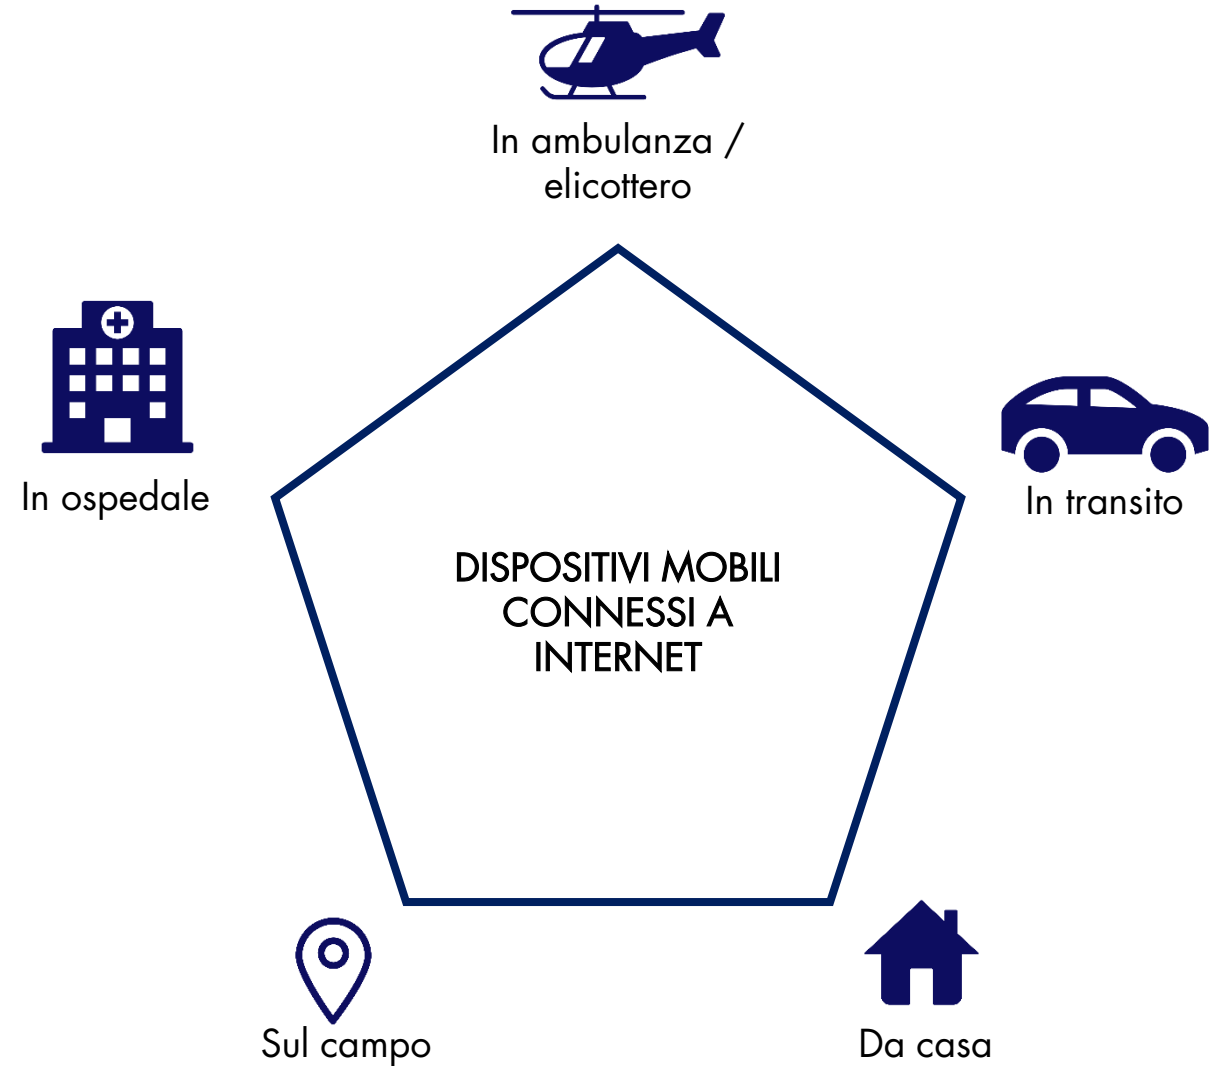 In ambulanza /
elicottero
In ospedale
In transito
DISPOSITIVI MOBILI
CONNESSI A
INTERNET
Sul campo
Da casa